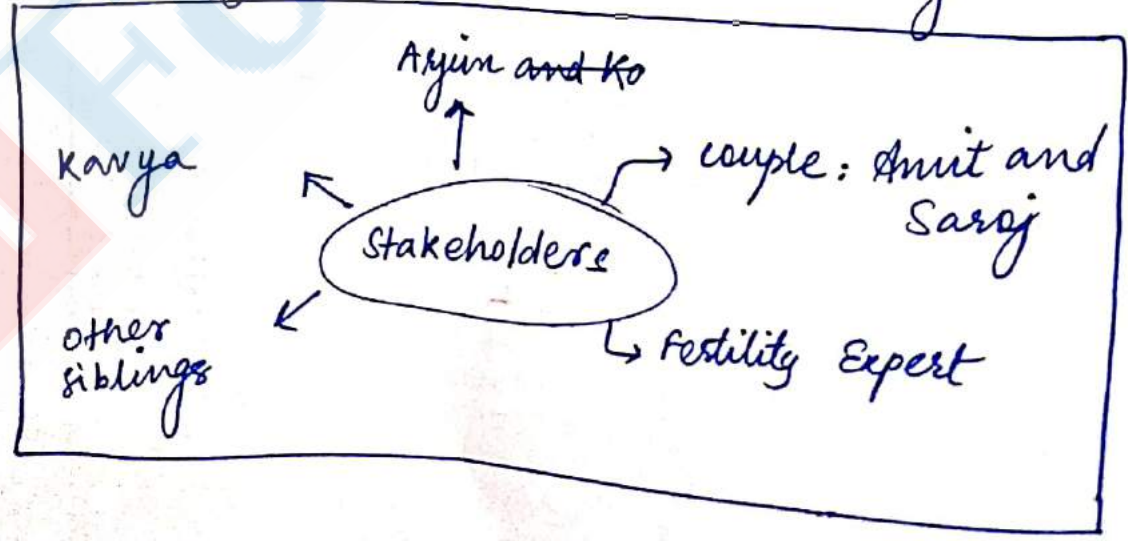 Arjun and Ko
Kavya
couple : Amit and
Saroj
Stakeholders
other
siblings
Fertility Expert